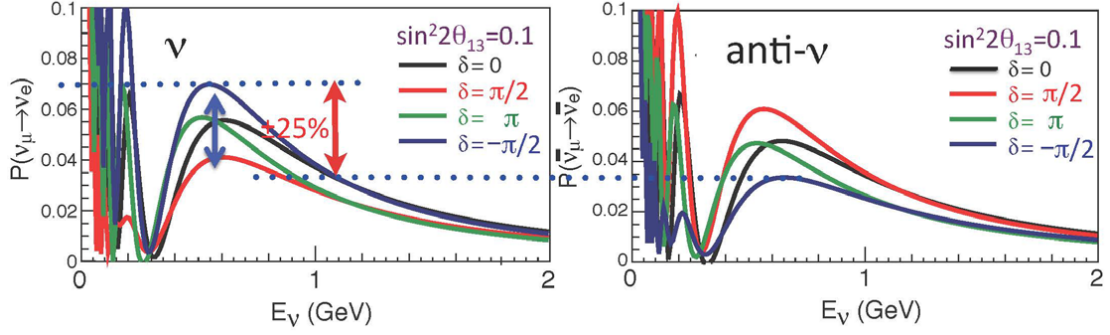 ν
sin²2θ₁₃=0.1
δ= 0
δ= π/2
δ= π
δ= −π/2
±25%
P(ν_μ→ν_e)
0.1
0.08
0.06
0.04
0.02
0
0
1
2
E_ν (GeV)
anti-ν
sin²2θ₁₃=0.1
δ= 0
δ= π/2
δ= π
δ= −π/2
P(ν̄_μ→ν̄_e)
0.1
0.08
0.06
0.04
0.02
0
0
1
2
E_ν (GeV)